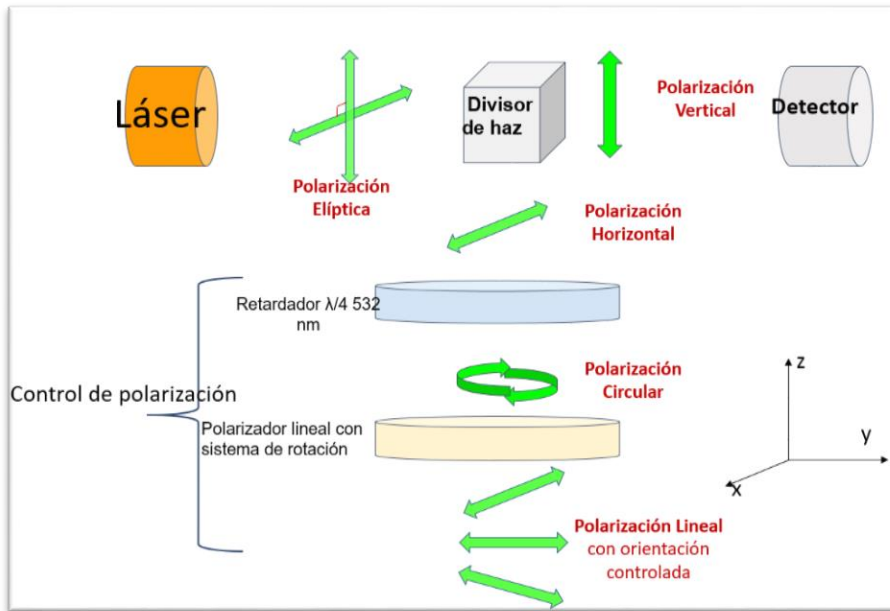 Láser
Divisor
de haz
Polarización
Vertical
Detector
Polarización
Elíptica
Polarización
Horizontal
Retardador λ/4 532
nm
Control de polarización
Polarización
Circular
Polarizador lineal con
sistema de rotación
z
y
x
Polarización Lineal
con orientación
controlada